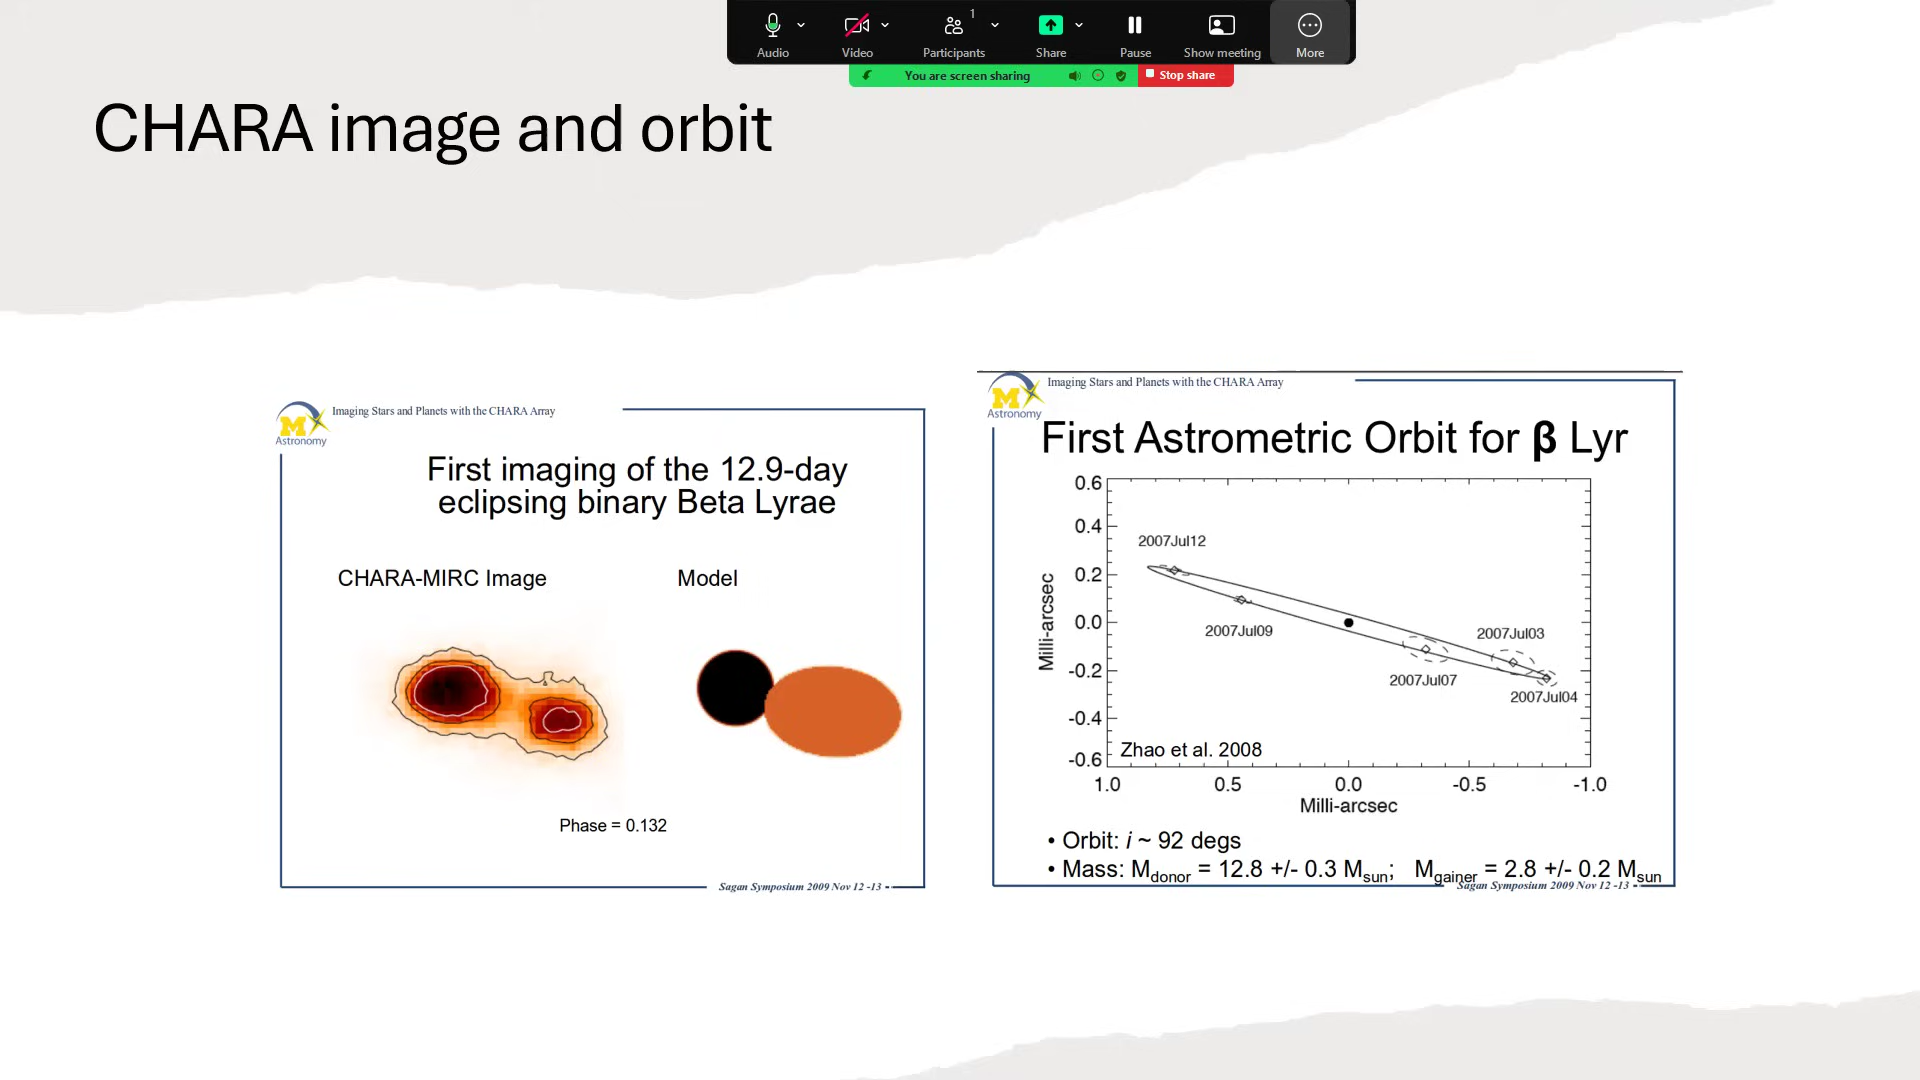 1
Audio
Video
Participants
Share
Pause
Show meeting
More
You are screen sharing
Stop share
CHARA image and orbit
M
Astronomy
Imaging Stars and Planets with the CHARA Array
First imaging of the 12.9-day
eclipsing binary Beta Lyrae
CHARA-MIRC Image
Model
Phase = 0.132
Sagan Symposium 2009 Nov 12 -13
M
Astronomy
Imaging Stars and Planets with the CHARA Array
First Astrometric Orbit for β Lyr
0.6
0.4
0.2
0.0
-0.2
-0.4
-0.6
Milli-arcsec
2007Jul12
2007Jul09
2007Jul03
2007Jul07
2007Jul04
Zhao et al. 2008
1.0 0.5 0.0 -0.5 -1.0
Milli-arcsec
• Orbit: i ~ 92 degs
• Mass: Mdonor = 12.8 +/- 0.3 Msun; Mgainer = 2.8 +/- 0.2 Msun
Sagan Symposium 2009 Nov 12 -13